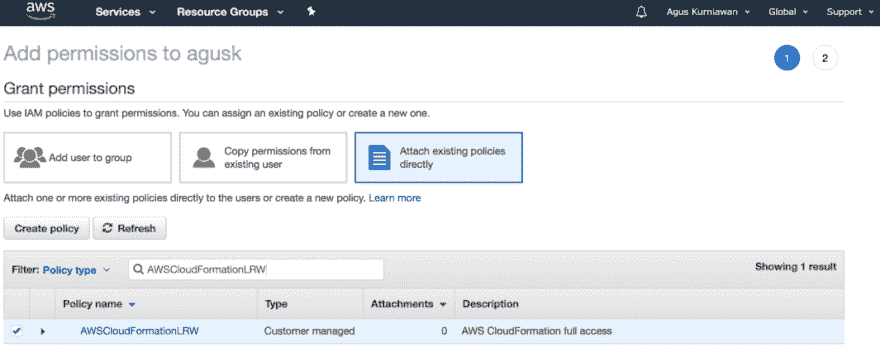 aws Services Resource Groups Agus Kurniawan Global Support
Add permissions to agusk 1 2
Grant permissions
Use IAM policies to grant permissions. You can assign an existing policy or create a new one.
Add user to group
Copy permissions from
existing user
Attach existing policies
directly
Attach one or more existing policies directly to the users or create a new policy. Learn more
Create policy Refresh
Filter: Policy type AWSCloudFormationLRW Showing 1 result
Policy name Type Attachments Description
AWSCloudFormationLRW Customer managed 0 AWS CloudFormation full access